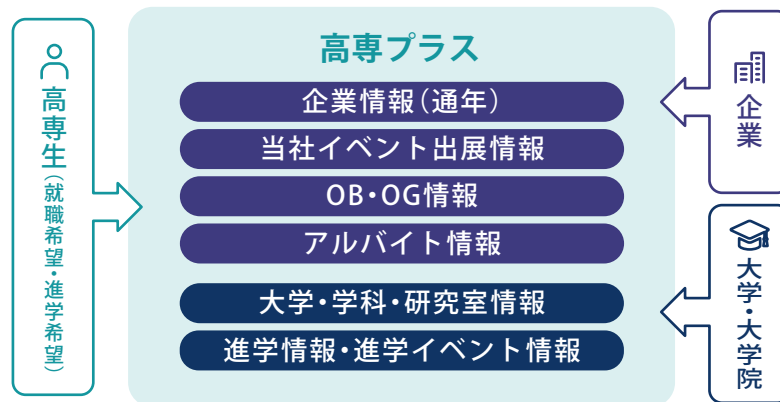 高専プラス
高専生(就職希望・進学希望)
企業情報(通年)
当社イベント出展情報
OB・OG情報
アルバイト情報
大学・学科・研究室情報
進学情報・進学イベント情報
企業
大学・大学院